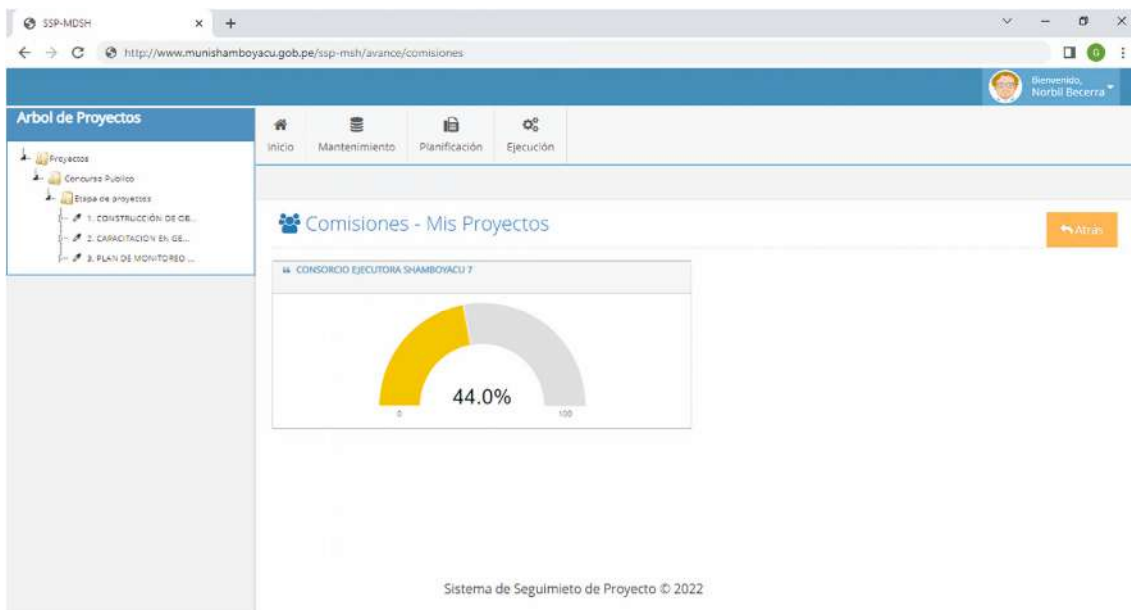 SSP-MDSH
http://www.munishamboyacu.gob.pe/ssp-msh/avance/comisiones
G
Bienvenido,
Norbil Becerra
Arbol de Proyectos
Proyectos
Concurso Publico
Etapa de proyectos
1. CONSTRUCCIÓN DE OB...
2. CAPACITACION EN GE...
3. PLAN DE MONITOREO ...
Inicio
Mantenimiento
Planificación
Ejecución
Comisiones - Mis Proyectos
Atrás
CONSORCIO EJECUTORA SHAMBOYACU 7
44.0%
0
100
Sistema de Seguimieto de Proyecto © 2022